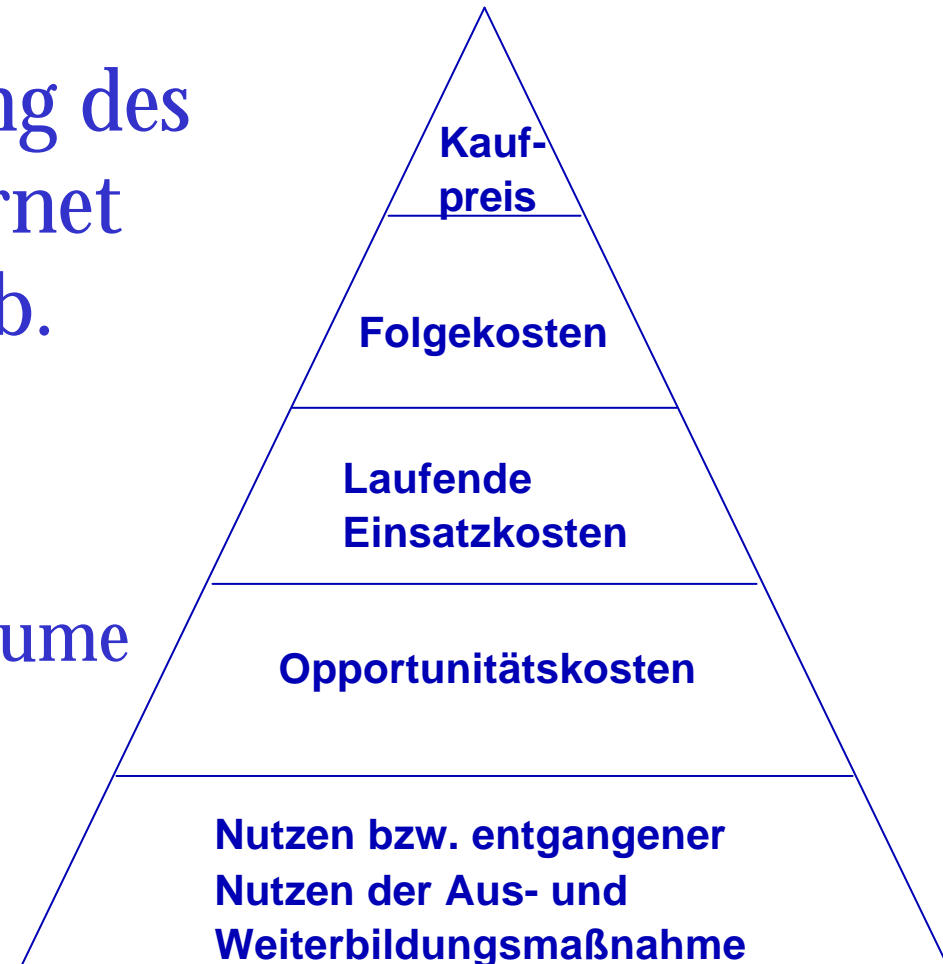 ng des
rnet
b.
ume
Kauf-
preis
Folgekosten
Laufende
Einsatzkosten
Opportunitätskosten
Nutzen bzw. entgangener
Nutzen der Aus- und
Weiterbildungsmaßnahme